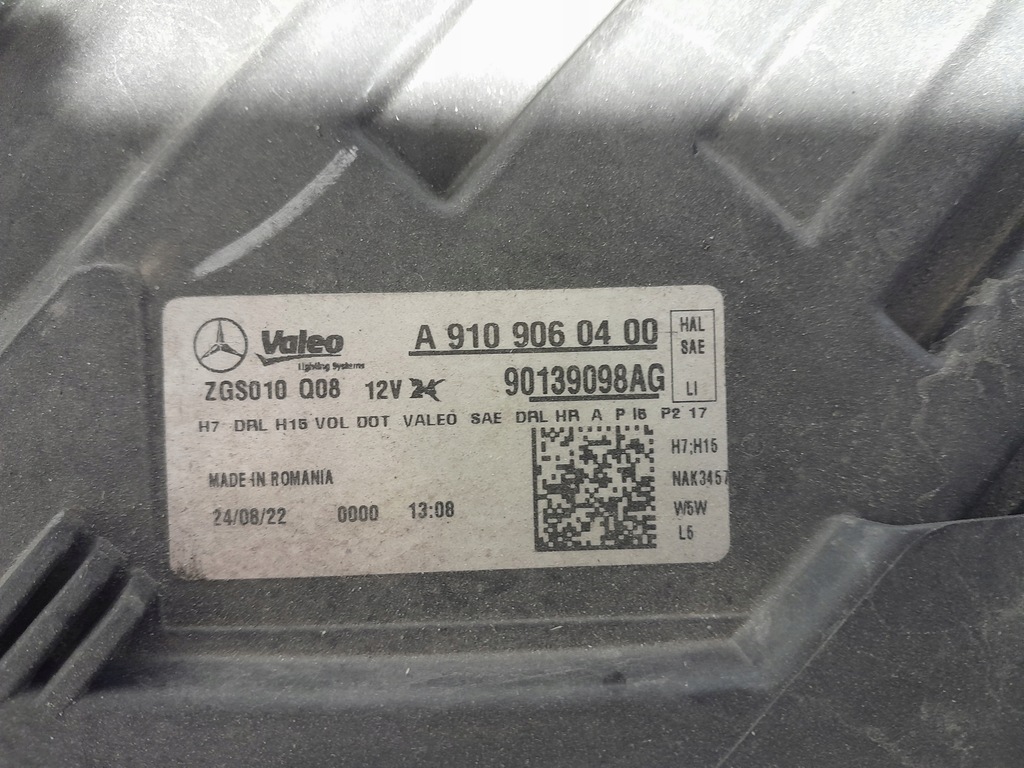 Valeo
Lighting Systems
A 910 906 04 00
HAL
SAE
LI
ZGS010 Q08 12V
90139098AG
H7 DRL H15 VOL DOT VALEO SAE DRL HR A P I5 P2 17
H7;H15
MADE IN ROMANIA
NAK3457
24/08/22 0000 13:08
W5W
L5